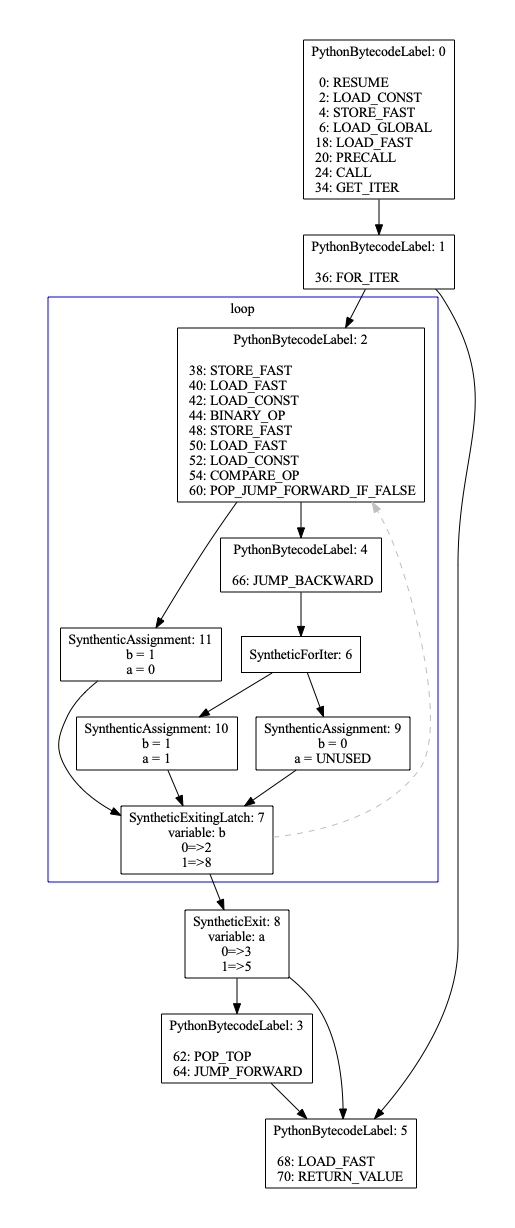 PythonBytecodeLabel: 0
0: RESUME
2: LOAD_CONST
4: STORE_FAST
6: LOAD_GLOBAL
18: LOAD_FAST
20: PRECALL
24: CALL
34: GET_ITER
PythonBytecodeLabel: 1
36: FOR_ITER
loop
PythonBytecodeLabel: 2
38: STORE_FAST
40: LOAD_FAST
42: LOAD_CONST
44: BINARY_OP
48: STORE_FAST
50: LOAD_FAST
52: LOAD_CONST
54: COMPARE_OP
60: POP_JUMP_FORWARD_IF_FALSE
PythonBytecodeLabel: 4
66: JUMP_BACKWARD
SynthenticAssignment: 11
b = 1
a = 0
SyntheticForIter: 6
SynthenticAssignment: 10
b = 1
a = 1
SynthenticAssignment: 9
b = 0
a = UNUSED
SyntheticExitingLatch: 7
variable: b
0=>2
1=>8
SyntheticExit: 8
variable: a
0=>3
1=>5
PythonBytecodeLabel: 3
62: POP_TOP
64: JUMP_FORWARD
PythonBytecodeLabel: 5
68: LOAD_FAST
70: RETURN_VALUE